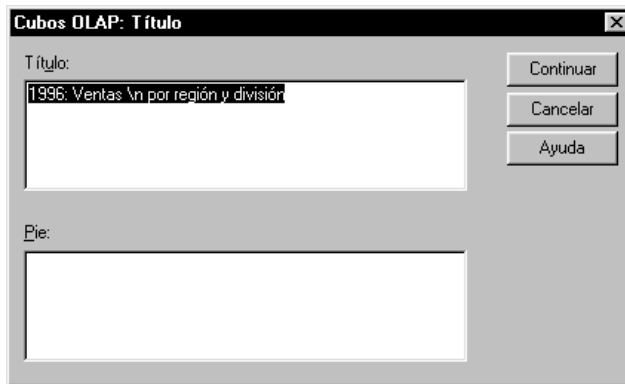 Cubos OLAP: Título
Título:
1996: Ventas \n por región y división
Continuar
Cancelar
Ayuda
Pie: